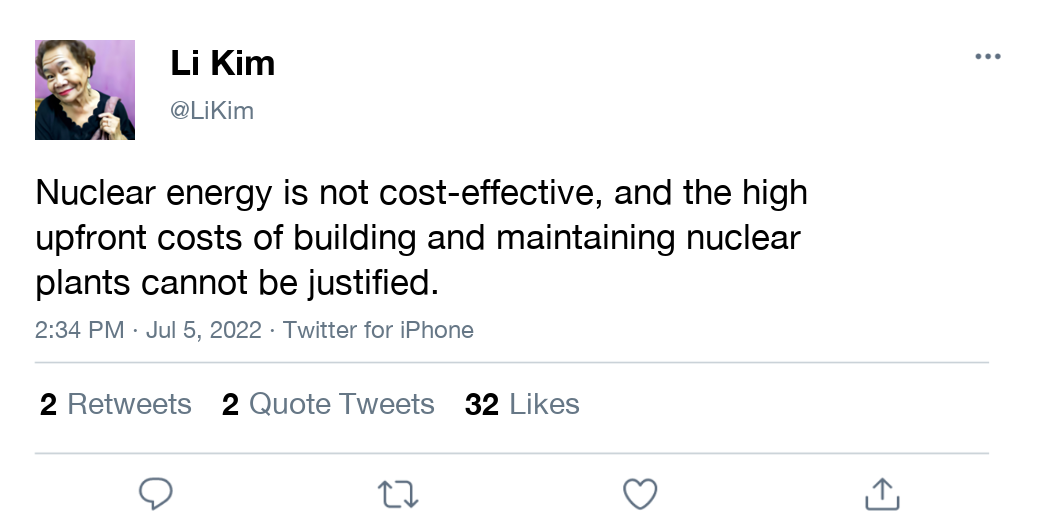 Li Kim
@LiKim
Nuclear energy is not cost-effective, and the high
upfront costs of building and maintaining nuclear
plants cannot be justified.
2:34 PM · Jul 5, 2022 · Twitter for iPhone
2 Retweets 2 Quote Tweets 32 Likes